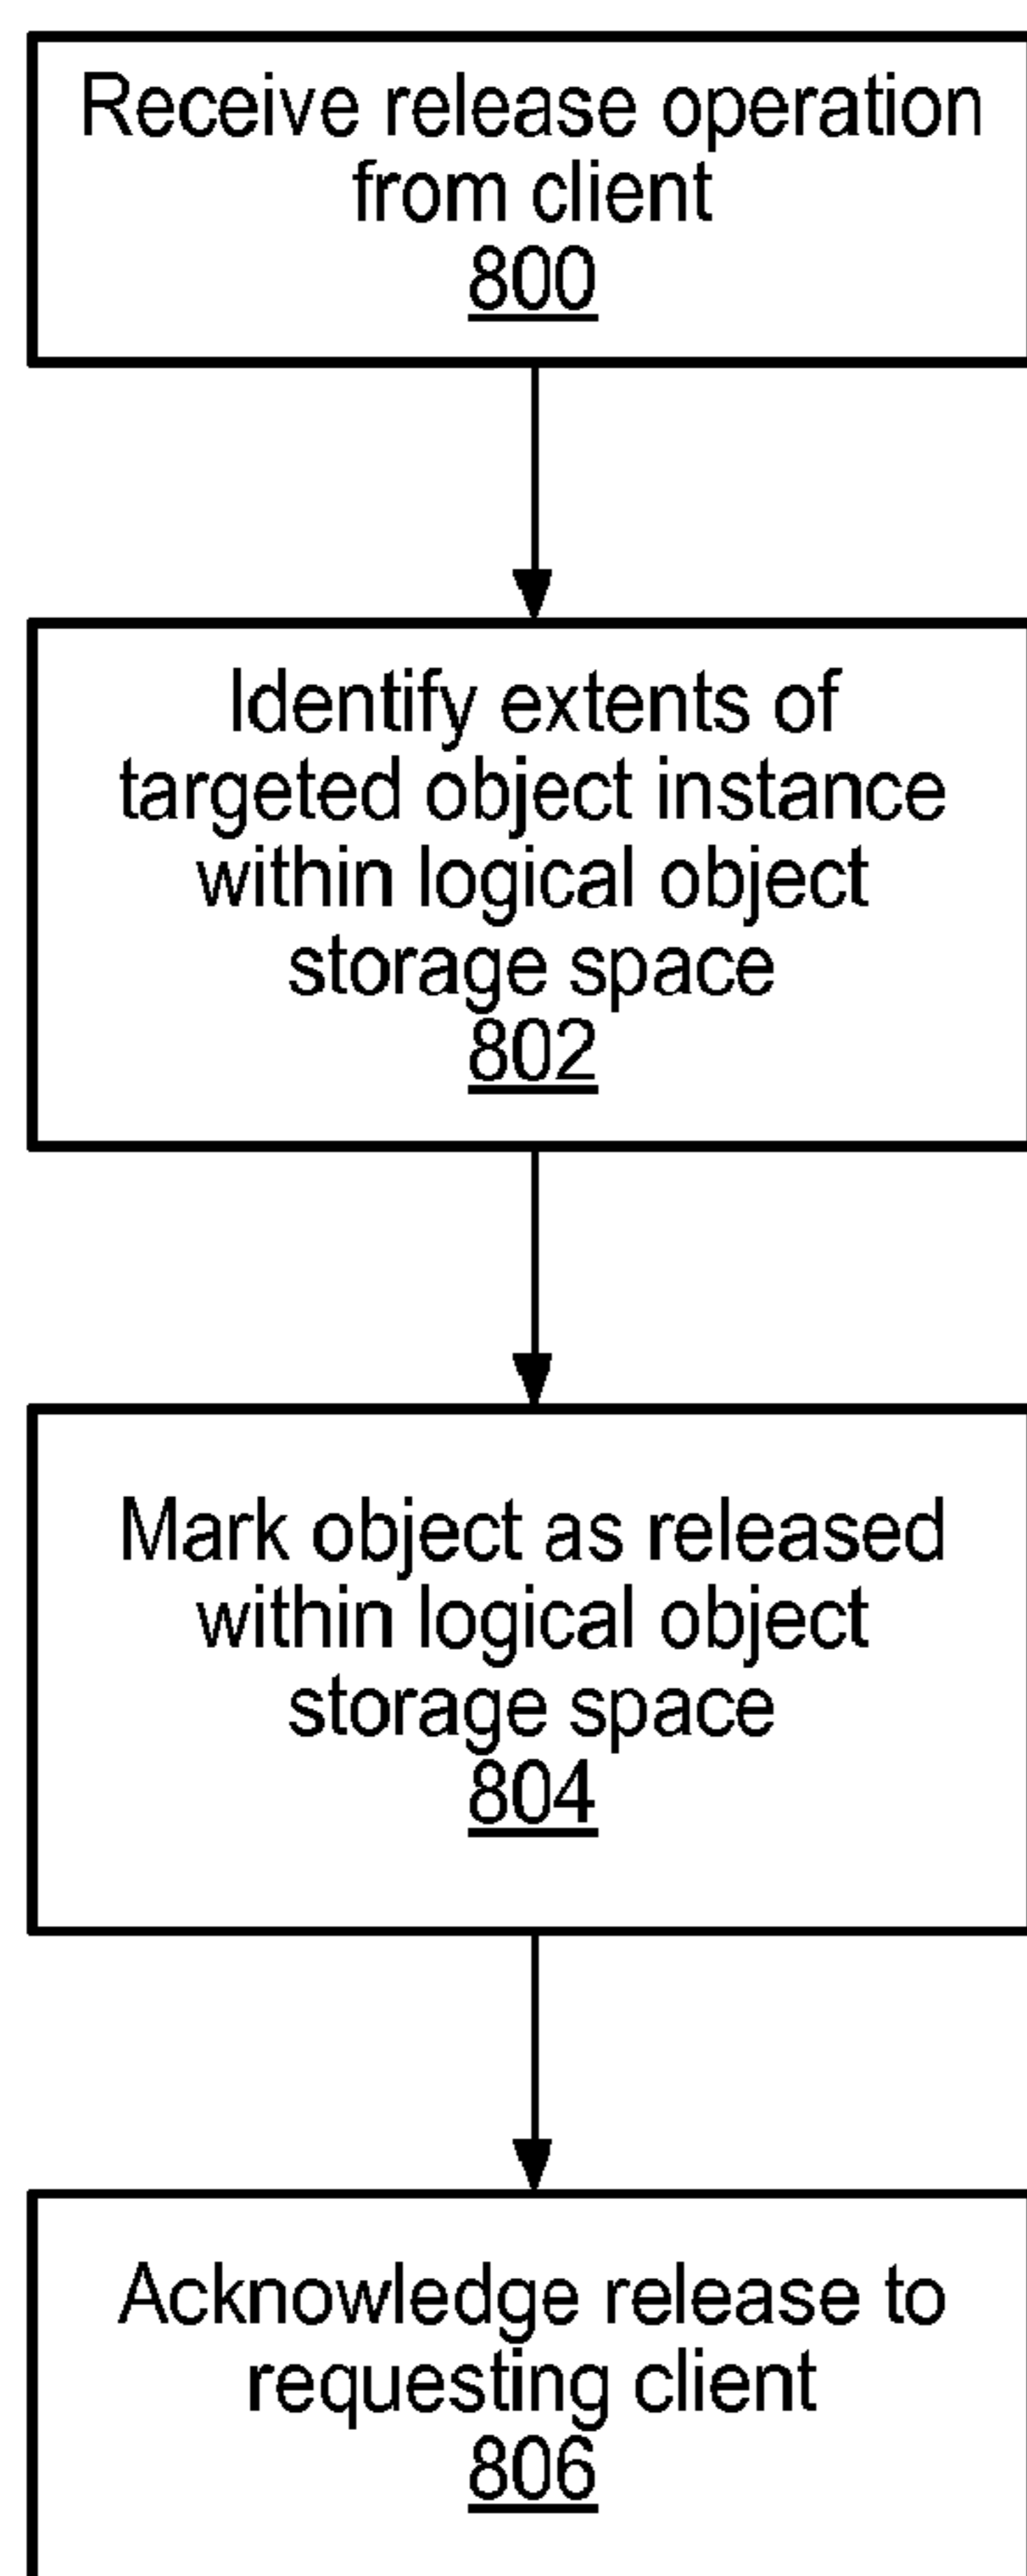 Receive release operation
from client
800
Identify extents of
targeted object instance
within logical object
storage space
802
Mark object as released
within logical object
storage space
804
Acknowledge release to
requesting client
806